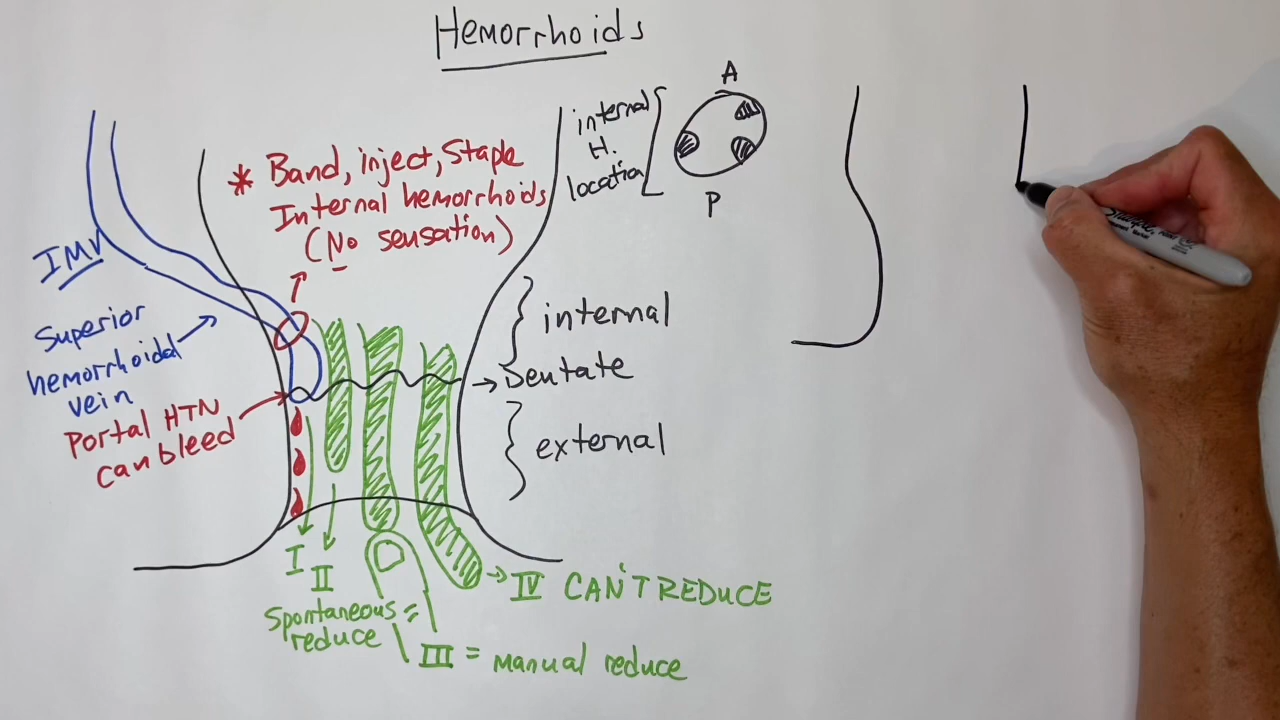 Hemorrhoids
A
internal
H.
location
P
* Band, inject, Staple
Internal hemorrhoids
(No sensation)
IMV
Superior
hemorrhoidal
vein
Portal HTN
can bleed
internal
Dentate
external
I
II
Spontaneous =
reduce
III = manual reduce
IV CAN'T REDUCE